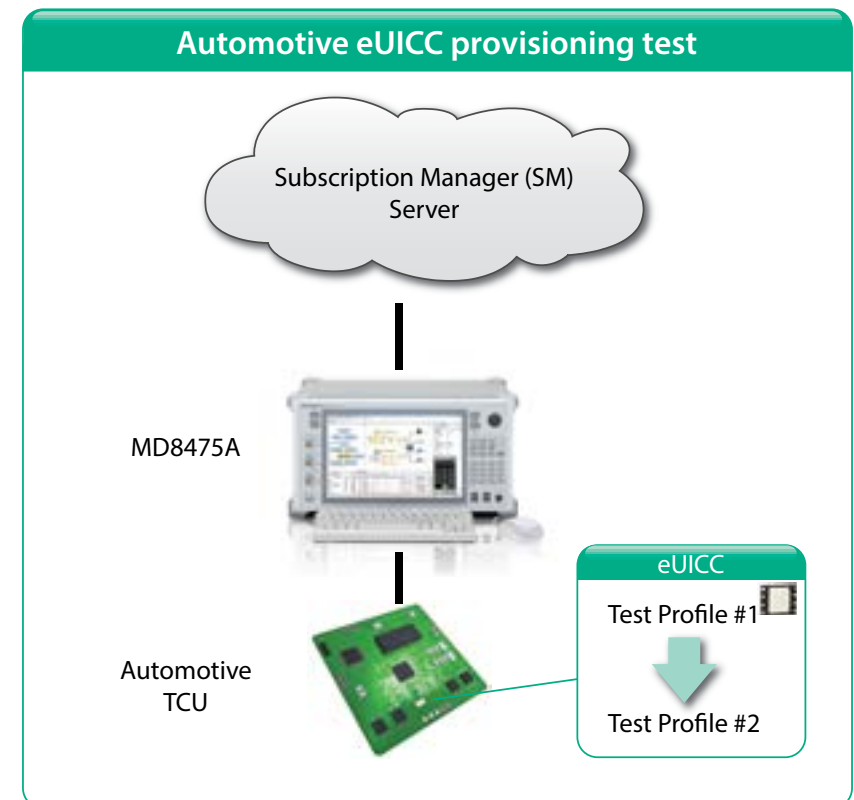 Automotive eUICC provisioning test
Subscription Manager (SM)
Server
MD8475A
eUICC
Test Profile #1
Automotive
TCU
Test Profile #2